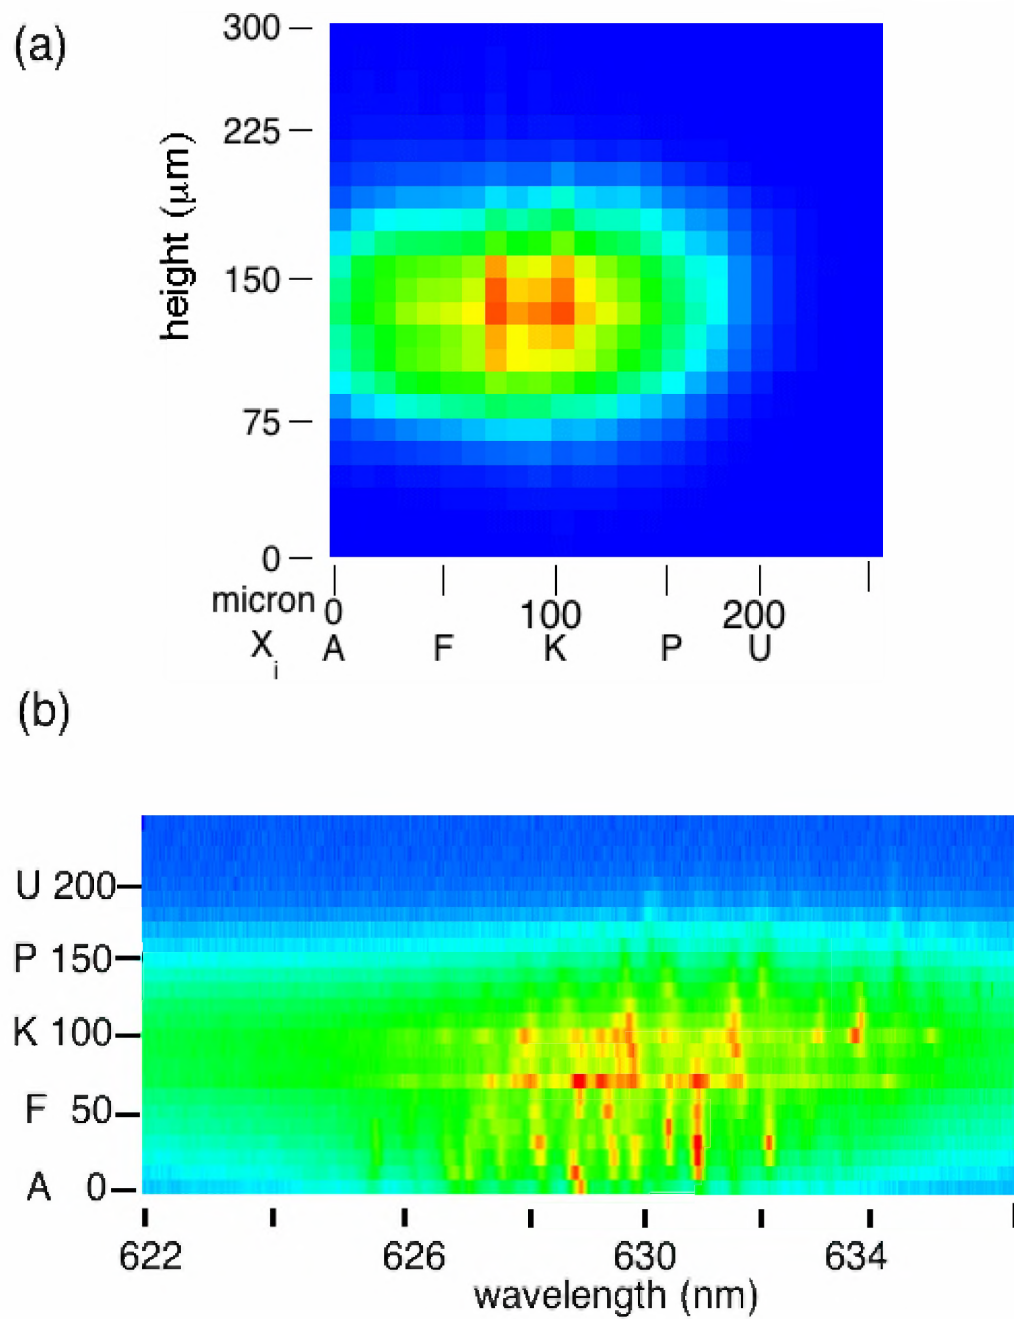 (a)
300
225
height (μm)
150
75
0
micron 0 100 200
X i A F K P U
(b)
U 200
P 150
K 100
F 50
A 0
622 626 630 634
wavelength (nm)